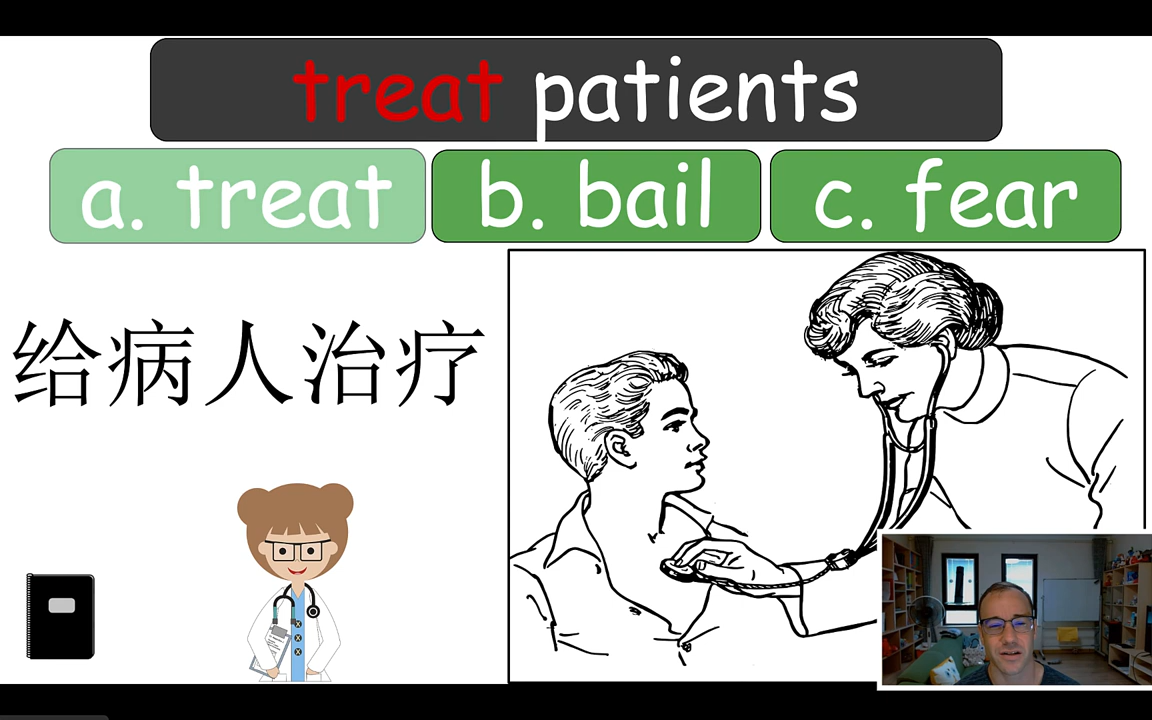 treat patients
a. treat
b. bail
c. fear
给病人治疗